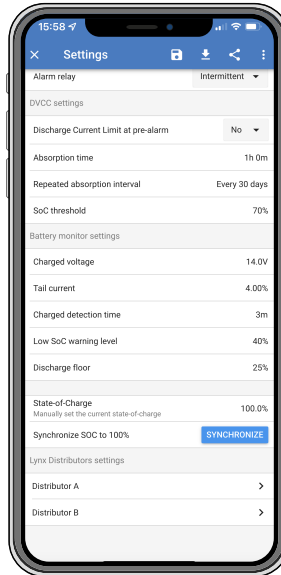 15:58
Settings
Alarm relay Intermittent
DVCC settings
Discharge Current Limit at pre-alarm No
Absorption time 1h 0m
Repeated absorption interval Every 30 days
SoC threshold 70%
Battery monitor settings
Charged voltage 14.0V
Tail current 4.00%
Charged detection time 3m
Low SoC warning level 40%
Discharge floor 25%
State-of-Charge 100.0%
Manually set the current state-of-charge
Synchronize SOC to 100% SYNCHRONIZE
Lynx Distributors settings
Distributor A
Distributor B